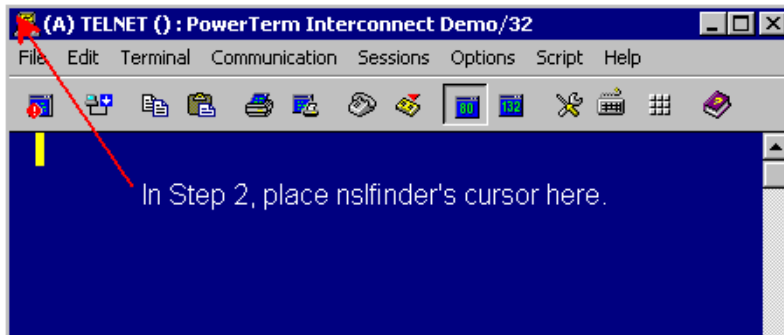 (A) TELNET () : PowerTerm Interconnect Demo/32
File Edit Terminal Communication Sessions Options Script Help
80 132
In Step 2, place nslfinder's cursor here.